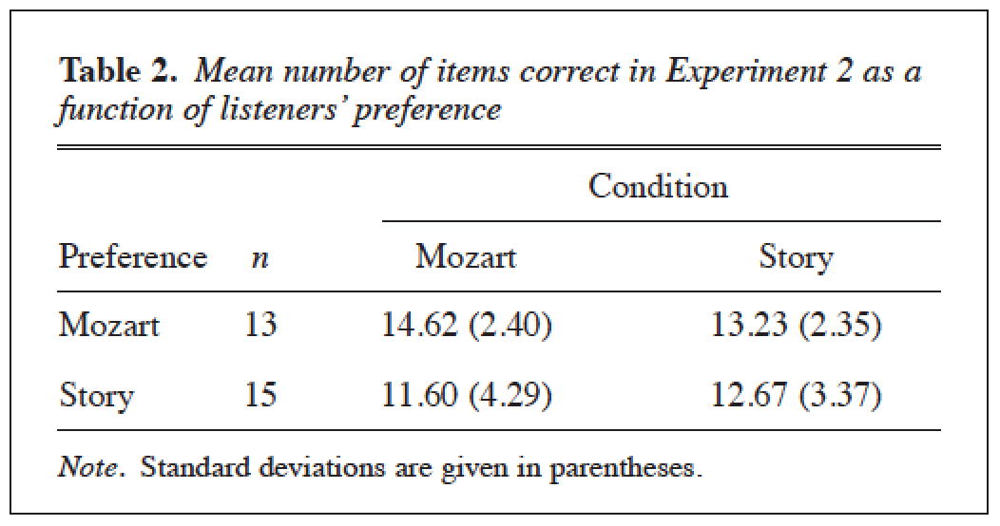 Table 2. Mean number of items correct in Experiment 2 as a
function of listeners' preference
Condition
Preference n Mozart Story
Mozart 13 14.62 (2.40) 13.23 (2.35)
Story 15 11.60 (4.29) 12.67 (3.37)
Note. Standard deviations are given in parentheses.